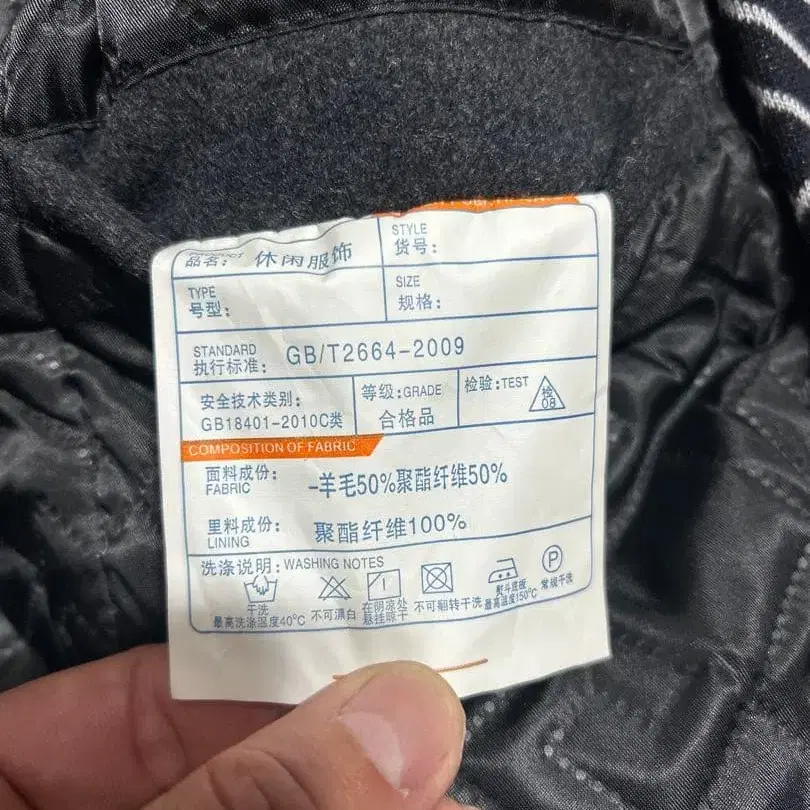 品名: 休闲服饰
STYLE
货号:
TYPE
号型:
SIZE
规格:
STANDARD
执行标准: GB/T2664-2009
安全技术类别:
GB18401-2010C类
等级:GRADE
合格品
检验:TEST
检
08
COMPOSITION OF FABRIC
面料成份:
FABRIC
-羊毛50%聚酯纤维50%
里料成份:
LINING
聚酯纤维100%
洗涤说明: WASHING NOTES
干洗
最高洗涤温度40℃
不可漂白
在阴凉处
悬挂晾干
不可翻转干洗
熨斗底板
最高温度150℃
P
常规干洗